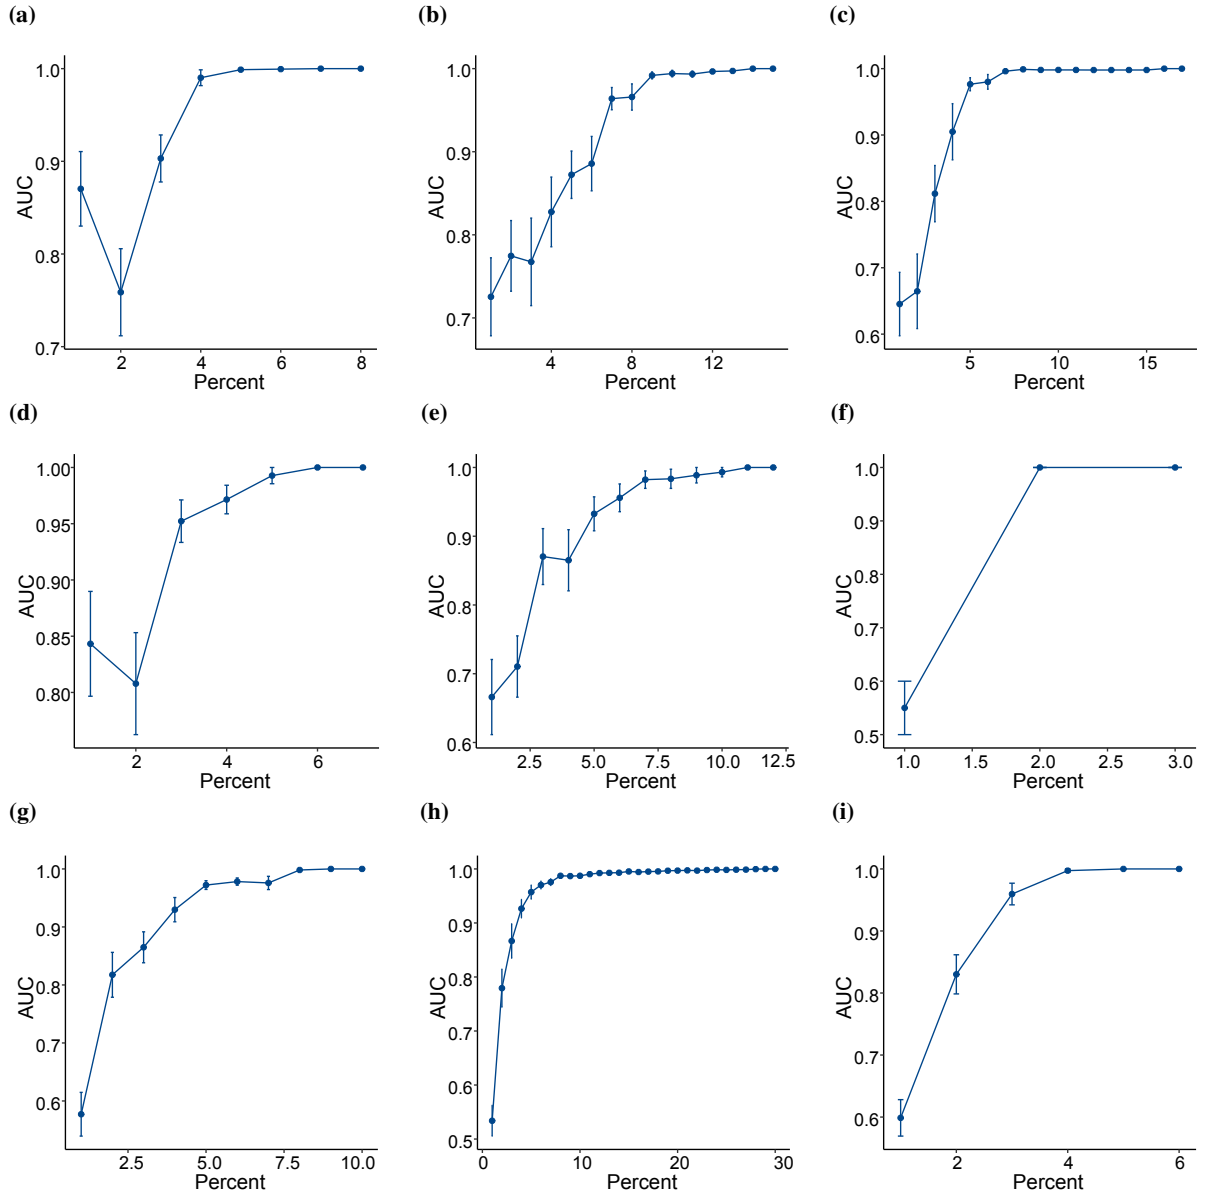 (a)
(b)
(c)
1.0
0.9
0.8
0.7
AUC
2
4
6
8
Percent
1.0
0.9
0.8
0.7
AUC
4
8
12
Percent
1.0
0.9
0.8
0.7
0.6
AUC
5
10
15
Percent
(d)
(e)
(f)
1.00
0.95
0.90
0.85
0.80
AUC
2
4
6
Percent
1.0
0.9
0.8
0.7
0.6
AUC
2.5
5.0
7.5
10.0
12.5
Percent
1.0
0.9
0.8
0.7
0.6
0.5
AUC
1.0
1.5
2.0
2.5
3.0
Percent
(g)
(h)
(i)
1.0
0.9
0.8
0.7
0.6
AUC
2.5
5.0
7.5
10.0
Percent
1.0
0.9
0.8
0.7
0.6
0.5
AUC
0
10
20
30
Percent
1.0
0.9
0.8
0.7
0.6
AUC
2
4
6
Percent